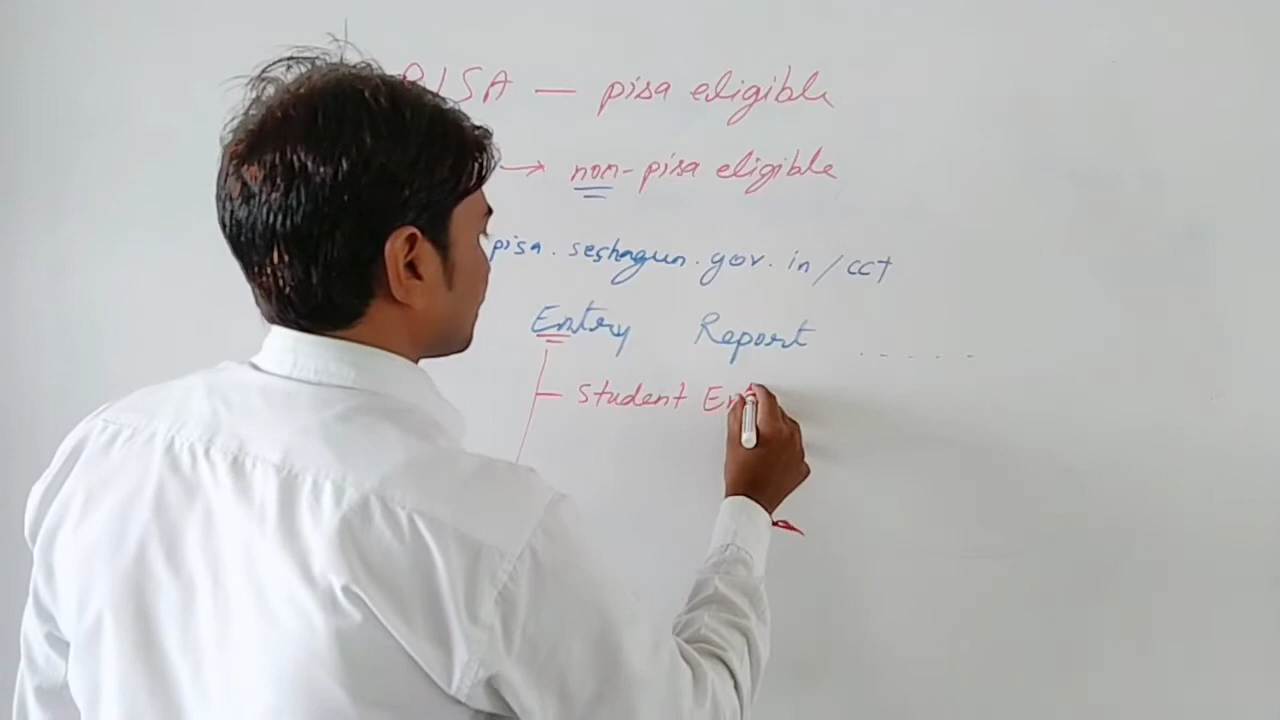 PISA — pisa eligible
→ non-pisa eligible
pisa.seshagun.gov.in/cct
Entry Report .....
Student En